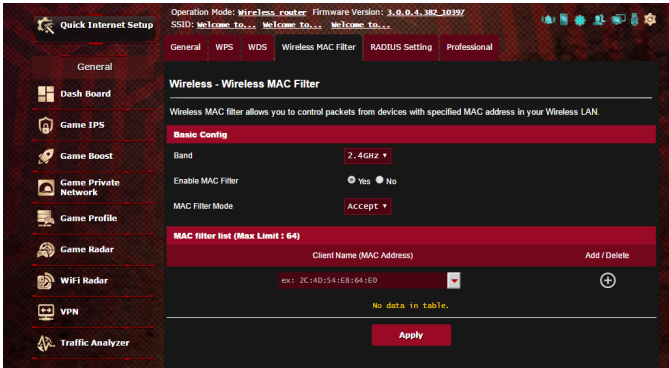 Quick Internet Setup
Operation Mode: Wireless router Firmware Version: 3.0.0.4.382_10397
SSID: Welcome to... Welcome to... Welcome to...
General WPS WDS Wireless MAC Filter RADIUS Setting Professional
General
Dash Board
Game IPS
Game Boost
Game Private
Network
Game Profile
Game Radar
WiFi Radar
VPN
Traffic Analyzer
Wireless - Wireless MAC Filter
Wireless MAC filter allows you to control packets from devices with specified MAC address in your Wireless LAN.
Basic Config
Band 2.4GHz
Enable MAC Filter Yes No
MAC Filter Mode Accept
MAC filter list (Max Limit : 64)
Client Name (MAC Address) Add / Delete
ex: 2C:4D:54:E8:64:E0
No data in table.
Apply